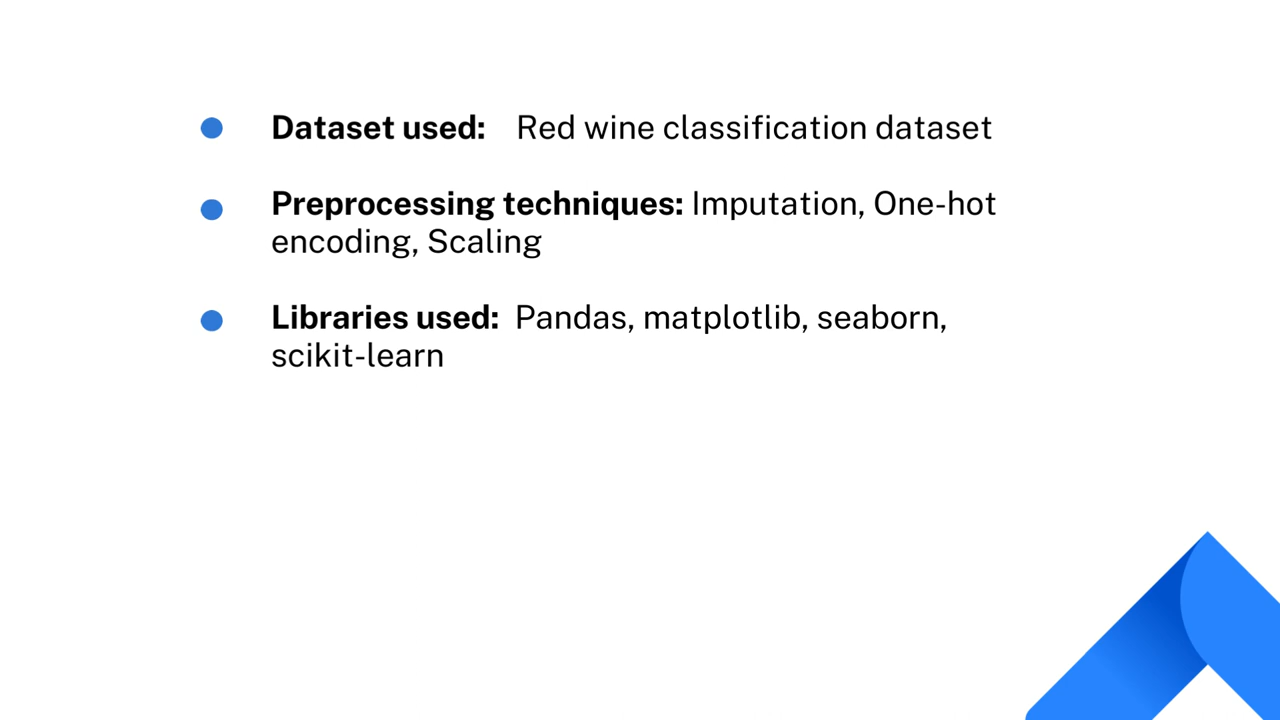 Dataset used: Red wine classification dataset
Preprocessing techniques: Imputation, One-hot
encoding, Scaling
Libraries used: Pandas, matplotlib, seaborn,
scikit-learn